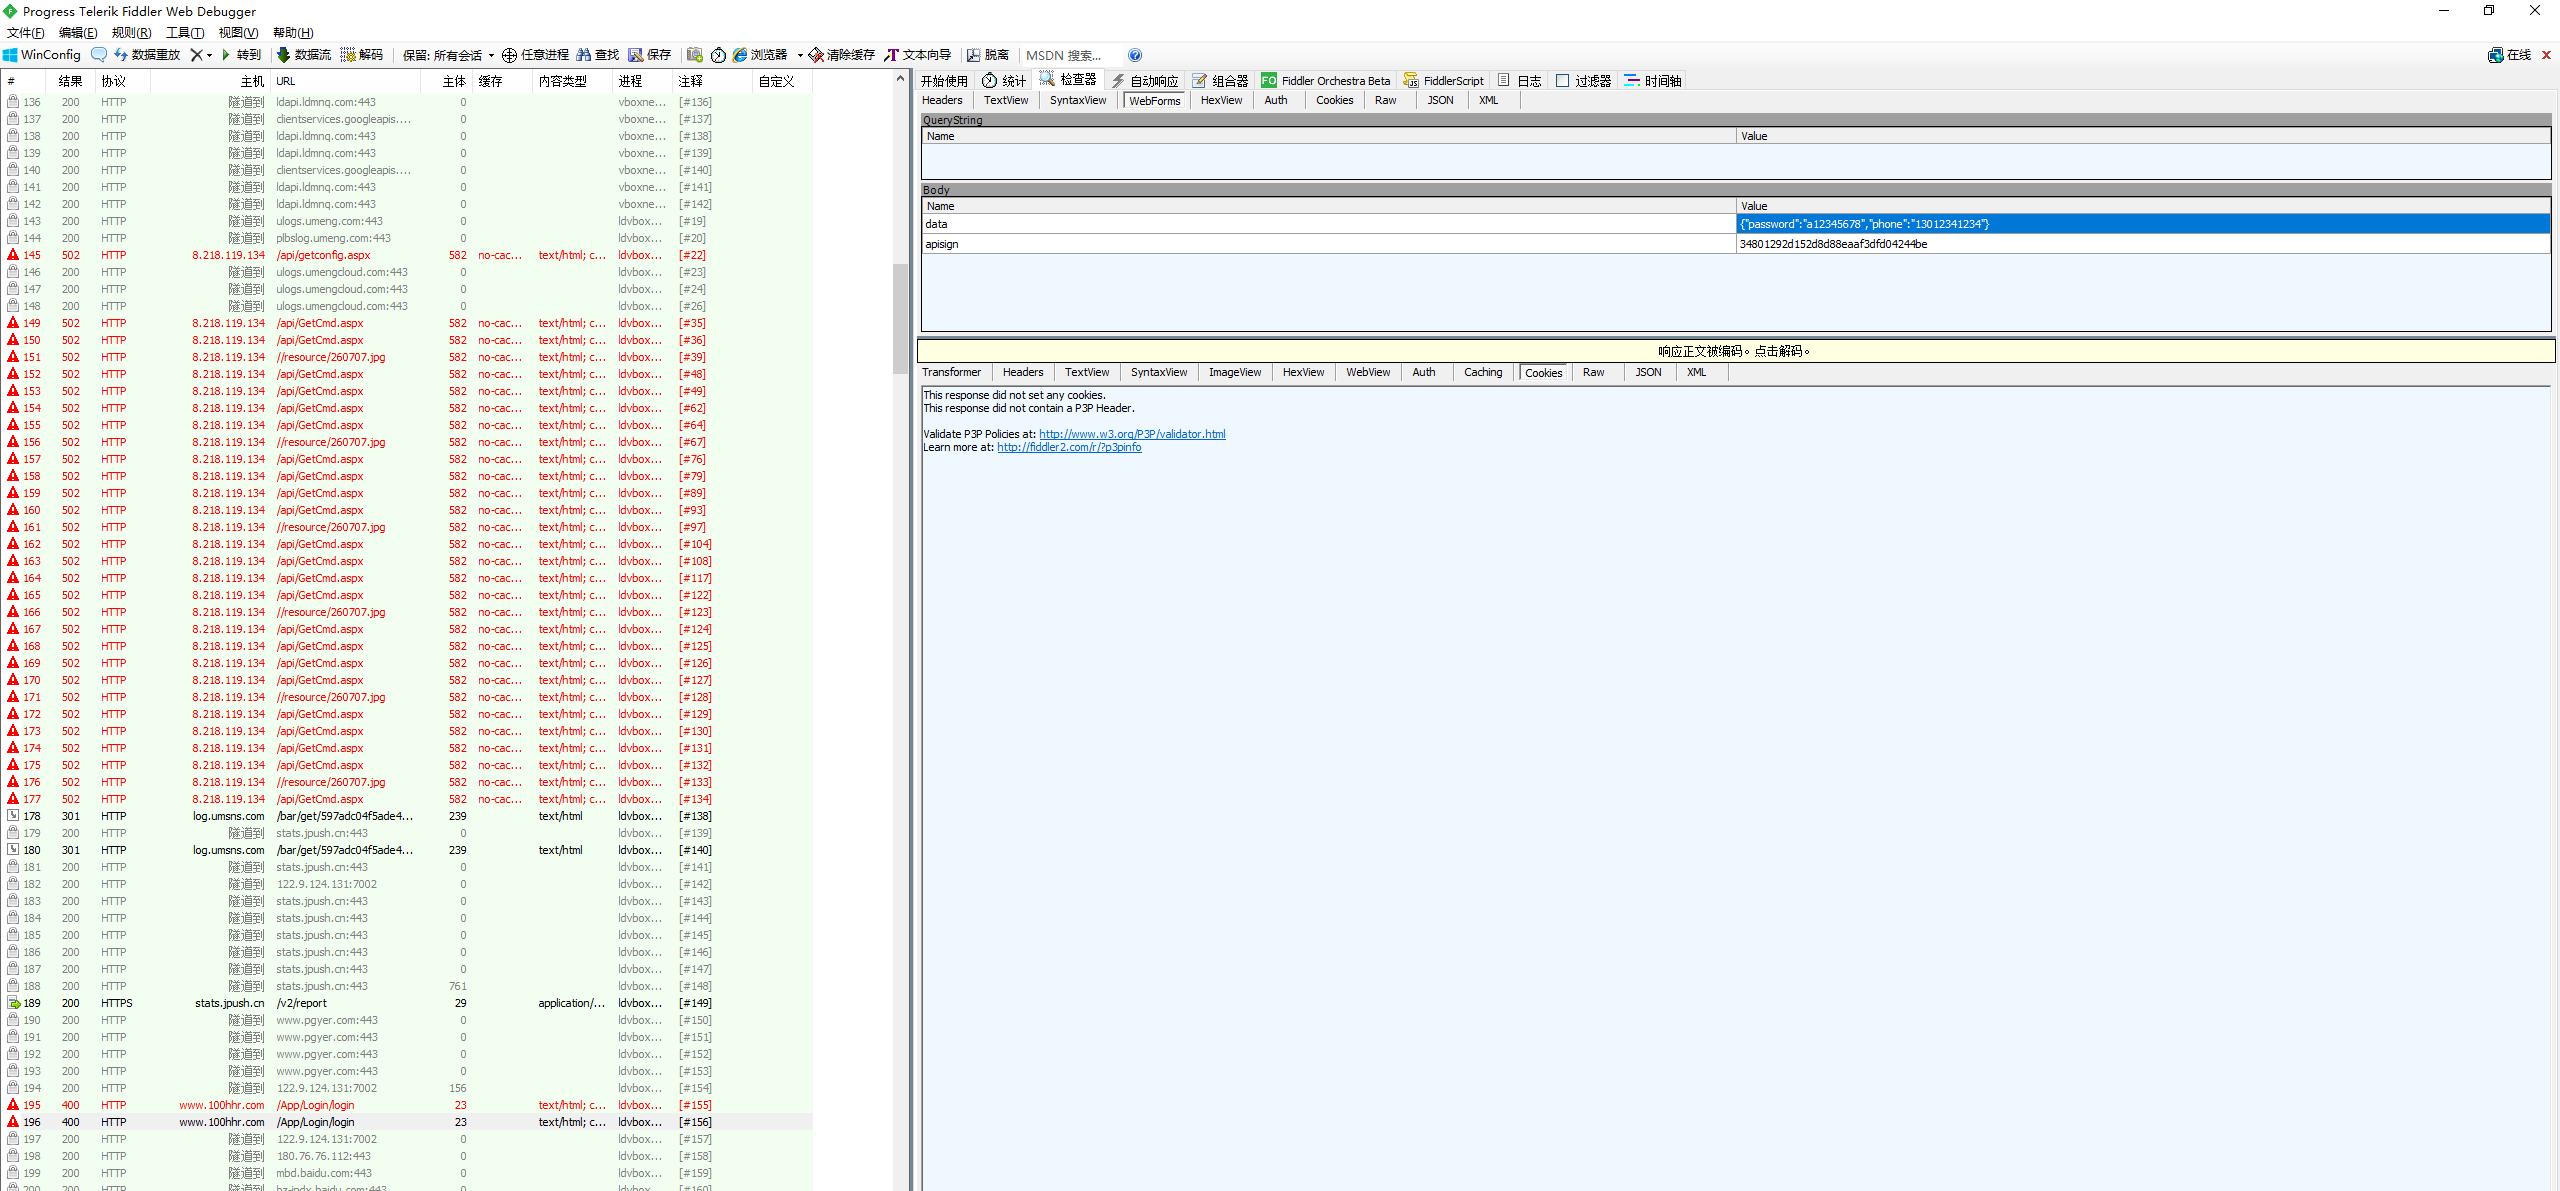 Progress Telerik Fiddler Web Debugger
文件(F) 编辑(E) 规则(R) 工具(T) 视图(V) 帮助(H)
WinConfig 数据重放 转到 数据流 解码 保留: 所有会话 任意进程 查找 保存 浏览器 清除缓存 文本向导 脱离 MSDN 搜索... 在线
# 结果 协议 主机 URL 主体 缓存 内容类型 进程 注释 自定义
136 200 HTTP 隧道到 ldapi.ldmnq.com:443 0 vboxne... [#136]
137 200 HTTP 隧道到 clientservices.googleapis.... 0 vboxne... [#137]
138 200 HTTP 隧道到 ldapi.ldmnq.com:443 0 vboxne... [#138]
139 200 HTTP 隧道到 ldapi.ldmnq.com:443 0 vboxne... [#139]
140 200 HTTP 隧道到 clientservices.googleapis.... 0 vboxne... [#140]
141 200 HTTP 隧道到 ldapi.ldmnq.com:443 0 vboxne... [#141]
142 200 HTTP 隧道到 ldapi.ldmnq.com:443 0 vboxne... [#142]
143 200 HTTP 隧道到 ulogs.umeng.com:443 0 ldvbox... [#19]
144 200 HTTP 隧道到 plbslog.umeng.com:443 0 ldvbox... [#20]
145 502 HTTP 8.218.119.134 /api/getconfig.aspx 582 no-cac... text/html; c... ldvbox... [#22]
146 200 HTTP 隧道到 ulogs.umengcloud.com:443 0 ldvbox... [#23]
147 200 HTTP 隧道到 ulogs.umengcloud.com:443 0 ldvbox... [#24]
148 200 HTTP 隧道到 ulogs.umengcloud.com:443 0 ldvbox... [#26]
149 502 HTTP 8.218.119.134 /api/GetCmd.aspx 582 no-cac... text/html; c... ldvbox... [#35]
150 502 HTTP 8.218.119.134 /api/GetCmd.aspx 582 no-cac... text/html; c... ldvbox... [#36]
151 502 HTTP 8.218.119.134 //resource/260707.jpg 582 no-cac... text/html; c... ldvbox... [#39]
152 502 HTTP 8.218.119.134 /api/GetCmd.aspx 582 no-cac... text/html; c... ldvbox... [#48]
153 502 HTTP 8.218.119.134 /api/GetCmd.aspx 582 no-cac... text/html; c... ldvbox... [#49]
154 502 HTTP 8.218.119.134 /api/GetCmd.aspx 582 no-cac... text/html; c... ldvbox... [#62]
155 502 HTTP 8.218.119.134 /api/GetCmd.aspx 582 no-cac... text/html; c... ldvbox... [#64]
156 502 HTTP 8.218.119.134 //resource/260707.jpg 582 no-cac... text/html; c... ldvbox... [#67]
157 502 HTTP 8.218.119.134 /api/GetCmd.aspx 582 no-cac... text/html; c... ldvbox... [#76]
158 502 HTTP 8.218.119.134 /api/GetCmd.aspx 582 no-cac... text/html; c... ldvbox... [#79]
159 502 HTTP 8.218.119.134 /api/GetCmd.aspx 582 no-cac... text/html; c... ldvbox... [#89]
160 502 HTTP 8.218.119.134 /api/GetCmd.aspx 582 no-cac... text/html; c... ldvbox... [#93]
161 502 HTTP 8.218.119.134 //resource/260707.jpg 582 no-cac... text/html; c... ldvbox... [#97]
162 502 HTTP 8.218.119.134 /api/GetCmd.aspx 582 no-cac... text/html; c... ldvbox... [#104]
163 502 HTTP 8.218.119.134 /api/GetCmd.aspx 582 no-cac... text/html; c... ldvbox... [#108]
164 502 HTTP 8.218.119.134 /api/GetCmd.aspx 582 no-cac... text/html; c... ldvbox... [#117]
165 502 HTTP 8.218.119.134 /api/GetCmd.aspx 582 no-cac... text/html; c... ldvbox... [#122]
166 502 HTTP 8.218.119.134 //resource/260707.jpg 582 no-cac... text/html; c... ldvbox... [#123]
167 502 HTTP 8.218.119.134 /api/GetCmd.aspx 582 no-cac... text/html; c... ldvbox... [#124]
168 502 HTTP 8.218.119.134 /api/GetCmd.aspx 582 no-cac... text/html; c... ldvbox... [#125]
169 502 HTTP 8.218.119.134 /api/GetCmd.aspx 582 no-cac... text/html; c... ldvbox... [#126]
170 502 HTTP 8.218.119.134 /api/GetCmd.aspx 582 no-cac... text/html; c... ldvbox... [#127]
171 502 HTTP 8.218.119.134 //resource/260707.jpg 582 no-cac... text/html; c... ldvbox... [#128]
172 502 HTTP 8.218.119.134 /api/GetCmd.aspx 582 no-cac... text/html; c... ldvbox... [#129]
173 502 HTTP 8.218.119.134 /api/GetCmd.aspx 582 no-cac... text/html; c... ldvbox... [#130]
174 502 HTTP 8.218.119.134 /api/GetCmd.aspx 582 no-cac... text/html; c... ldvbox... [#131]
175 502 HTTP 8.218.119.134 /api/GetCmd.aspx 582 no-cac... text/html; c... ldvbox... [#132]
176 502 HTTP 8.218.119.134 //resource/260707.jpg 582 no-cac... text/html; c... ldvbox... [#133]
177 502 HTTP 8.218.119.134 /api/GetCmd.aspx 582 no-cac... text/html; c... ldvbox... [#134]
178 301 HTTP log.umsns.com /bar/get/597adc04f5ade4... 239 text/html ldvbox... [#138]
179 200 HTTP 隧道到 stats.jpush.cn:443 0 ldvbox... [#139]
180 301 HTTP log.umsns.com /bar/get/597adc04f5ade4... 239 text/html ldvbox... [#140]
181 200 HTTP 隧道到 stats.jpush.cn:443 0 ldvbox... [#141]
182 200 HTTP 隧道到 122.9.124.131:7002 0 ldvbox... [#142]
183 200 HTTP 隧道到 stats.jpush.cn:443 0 ldvbox... [#143]
184 200 HTTP 隧道到 stats.jpush.cn:443 0 ldvbox... [#144]
185 200 HTTP 隧道到 stats.jpush.cn:443 0 ldvbox... [#145]
186 200 HTTP 隧道到 stats.jpush.cn:443 0 ldvbox... [#146]
187 200 HTTP 隧道到 stats.jpush.cn:443 0 ldvbox... [#147]
188 200 HTTP 隧道到 stats.jpush.cn:443 761 ldvbox... [#148]
189 200 HTTPS stats.jpush.cn /v2/report 29 application/... ldvbox... [#149]
190 200 HTTP 隧道到 www.pgyer.com:443 0 ldvbox... [#150]
191 200 HTTP 隧道到 www.pgyer.com:443 0 ldvbox... [#151]
192 200 HTTP 隧道到 www.pgyer.com:443 0 ldvbox... [#152]
193 200 HTTP 隧道到 www.pgyer.com:443 0 ldvbox... [#153]
194 200 HTTP 隧道到 122.9.124.131:7002 156 ldvbox... [#154]
195 400 HTTP www.100hhr.com /App/Login/login 23 text/html; c... ldvbox... [#155]
196 400 HTTP www.100hhr.com /App/Login/login 23 text/html; c... ldvbox... [#156]
197 200 HTTP 隧道到 122.9.124.131:7002 0 ldvbox... [#157]
198 200 HTTP 隧道到 180.76.76.112:443 0 ldvbox... [#158]
199 200 HTTP 隧道到 mbd.baidu.com:443 0 ldvbox... [#159]
200 200 HTTP 隧道到 0 ldvbox... [#160]
开始使用 统计 检查器 自动响应 组合器 Fiddler Orchestra Beta FiddlerScript 日志 过滤器 时间轴
Headers TextView SyntaxView WebForms HexView Auth Cookies Raw JSON XML
QueryString
Name Value
Body
Name Value
data {"password":"a12345678","phone":"13012341234"}
apisign 34801292d152d8d88eaaf3dfd04244be
响应正文被编码。点击解码。
Transformer Headers TextView SyntaxView ImageView HexView WebView Auth Caching Cookies Raw JSON XML
This response did not set any cookies.
This response did not contain a P3P Header.
Validate P3P Policies at: http://www.w3.org/P3P/validator.html
Learn more at: http://fiddler2.com/r/?p3pinfo